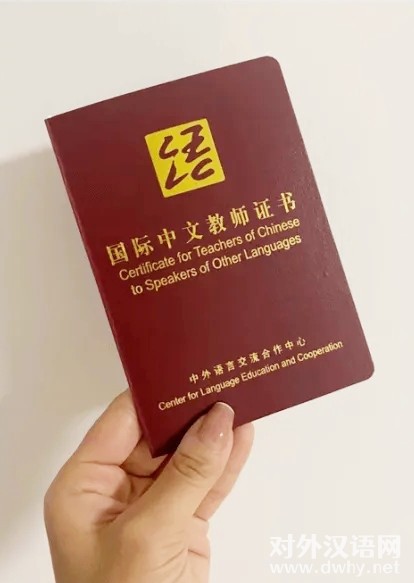 国际中文教师证书
Certificate for Teachers of Chinese
to Speakers of Other Languages
中外语言交流合作中心
Center for Language Education and Cooperation
对外汉语网
www.dwhy.net